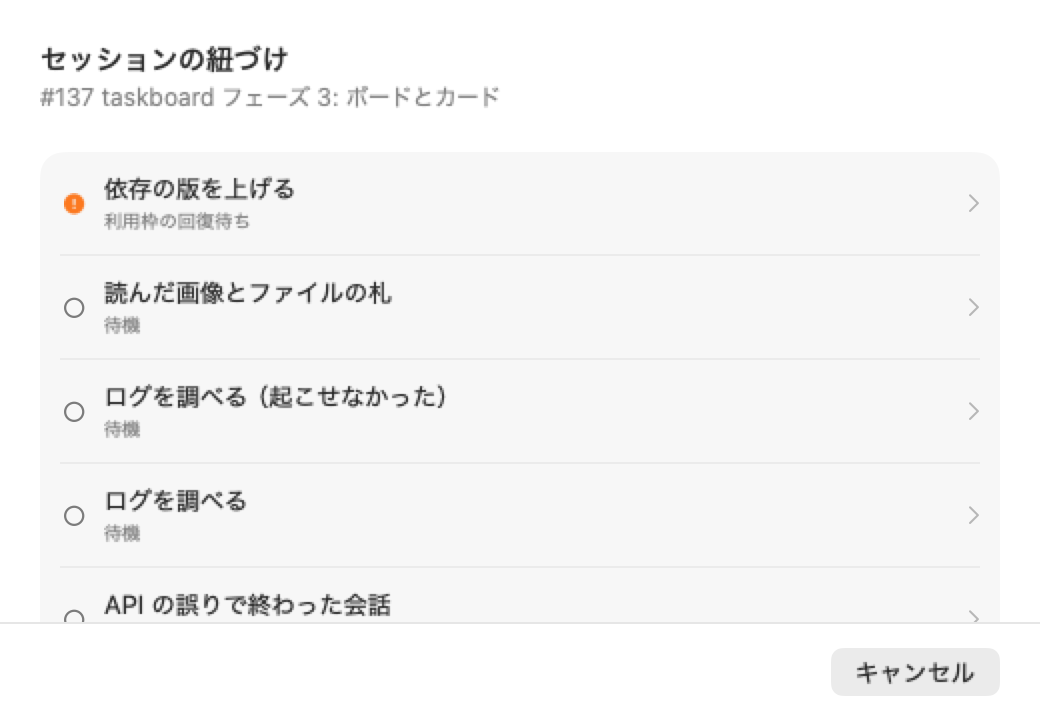 セッションの紐づけ
#137 taskboard フェーズ 3: ボードとカード
依存の版を上げる
利用枠の回復待ち
読んだ画像とファイルの札
待機
ログを調べる（起こせなかった）
待機
ログを調べる
待機
API の誤りで終わった会話
キャンセル